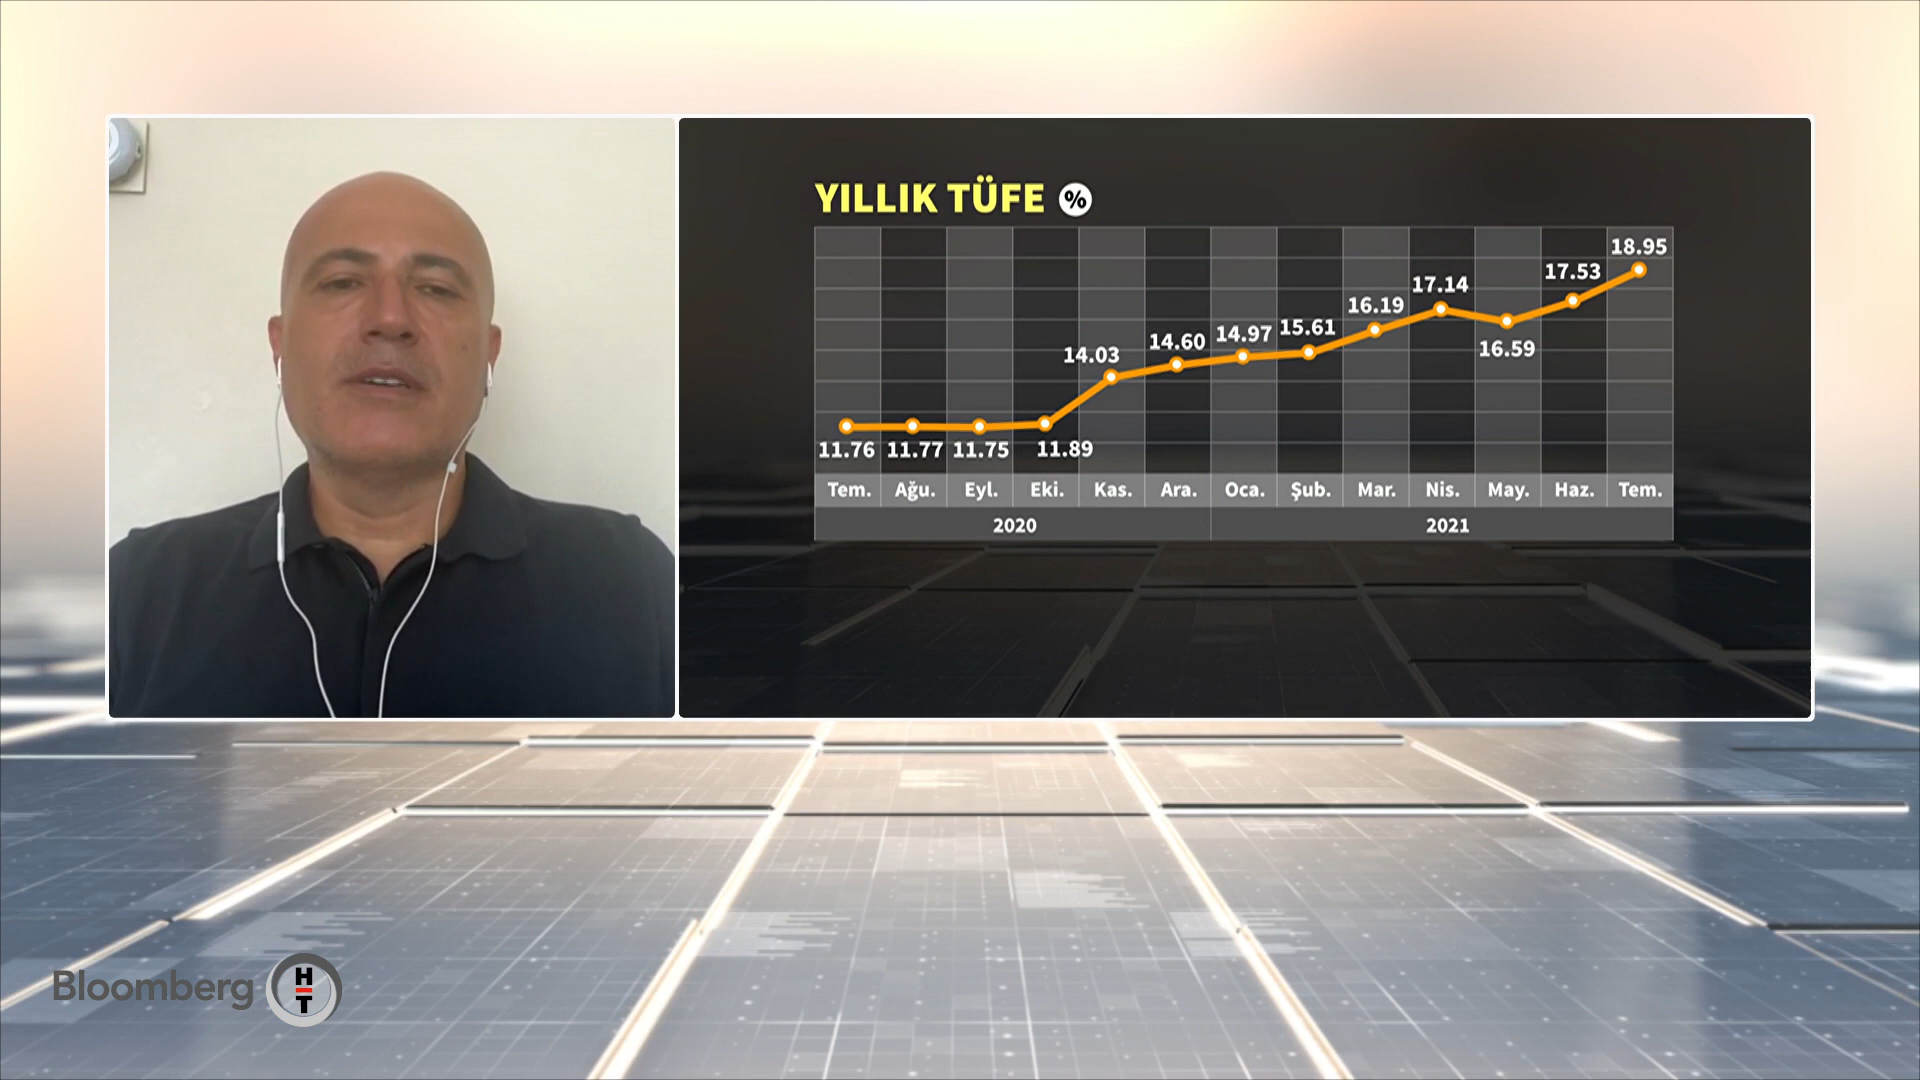 YILLIK TÜFE %
18.95
17.53
17.14
16.19
16.59
15.61
14.97
14.60
14.03
11.76 11.77 11.75 11.89
Tem. Ağu. Eyl. Eki. Kas. Ara. Oca. Şub. Mar. Nis. May. Haz. Tem.
2020 2021
Bloomberg HT